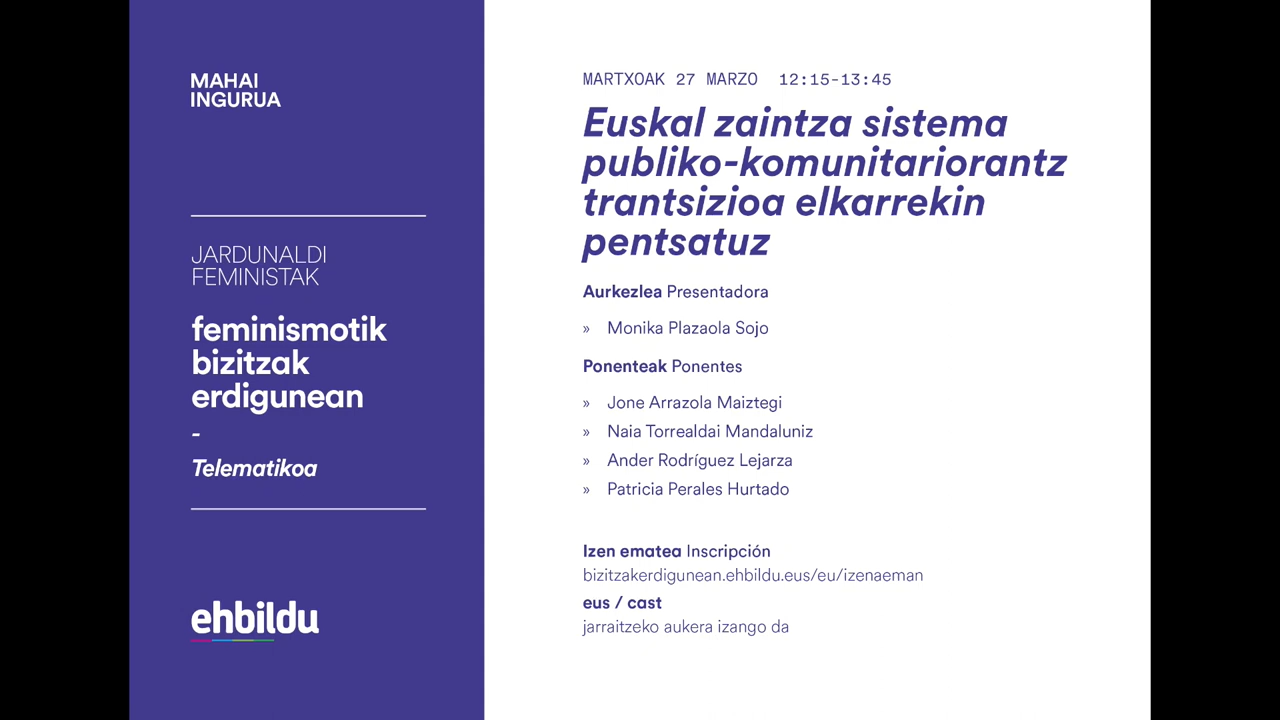 MAHAI
INGURUA
JARDUNALDI
FEMINISTAK
feminismotik
bizitzak
erdigunean
-
Telematikoa
ehbildu
MARTXOAK 27 MARZO 12:15-13:45
Euskal zaintza sistema
publiko-komunitariorantz
trantsizioa elkarrekin
pentsatuz
Aurkezlea Presentadora
» Monika Plazaola Sojo
Ponenteak Ponentes
» Jone Arrazola Maiztegi
» Naia Torrealdai Mandaluniz
» Ander Rodríguez Lejarza
» Patricia Perales Hurtado
Izen ematea Inscripción
bizitzakerdigunean.ehbildu.eus/eu/izenaeman
eus / cast
jarraitzeko aukera izango da